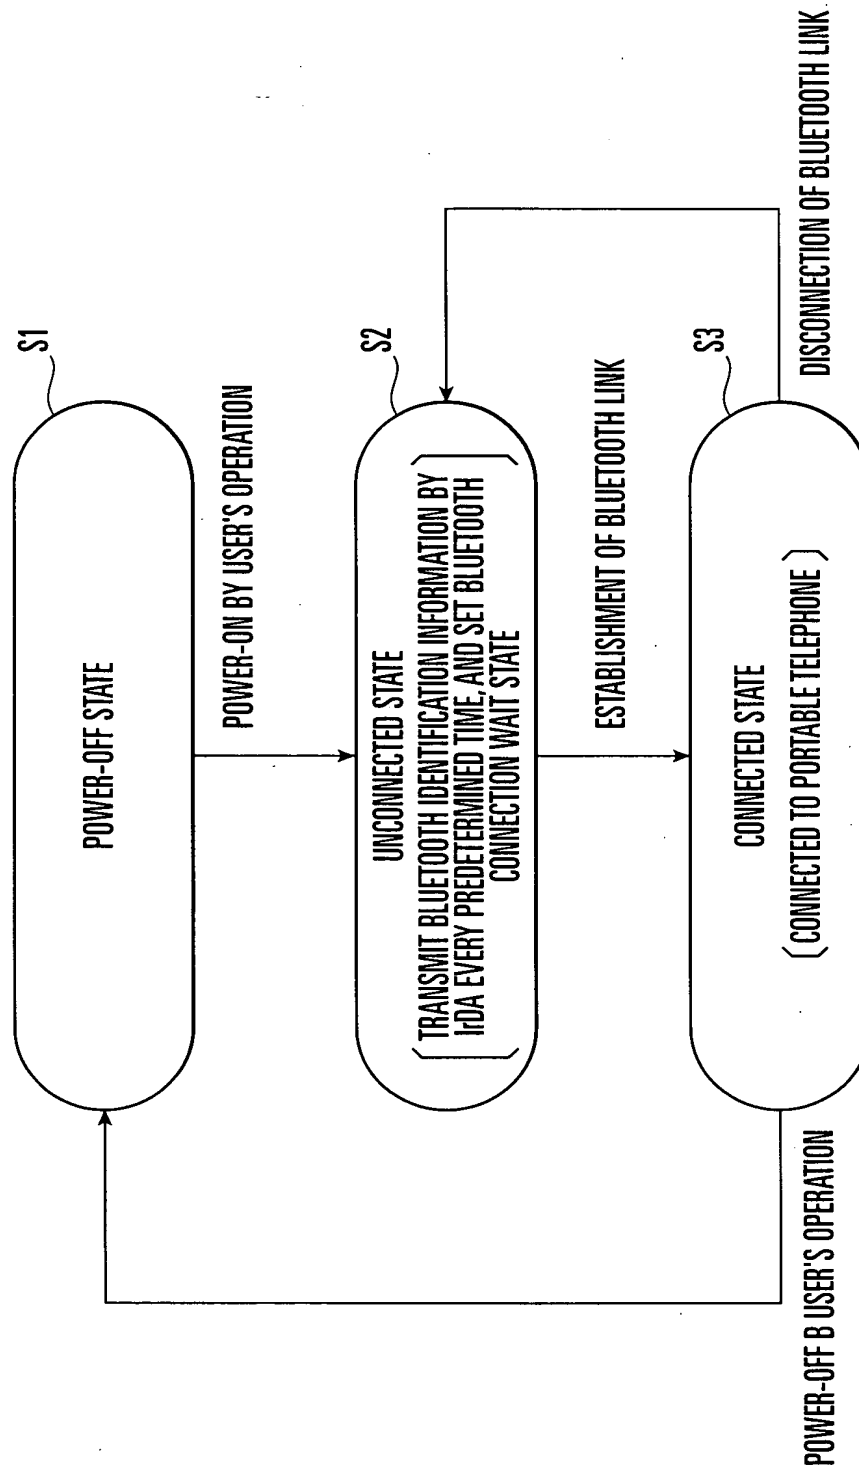 S1
POWER-OFF STATE
POWER-ON BY USER'S OPERATION
S2
UNCONNECTED STATE
TRANSMIT BLUETOOTH IDENTIFICATION INFORMATION BY
IrDA EVERY PREDETERMINED TIME, AND SET BLUETOOTH
CONNECTION WAIT STATE
ESTABLISHMENT OF BLUETOOTH LINK
S3
CONNECTED STATE
(CONNECTED TO PORTABLE TELEPHONE)
POWER-OFF B USER'S OPERATION
DISCONNECTION OF BLUETOOTH LINK